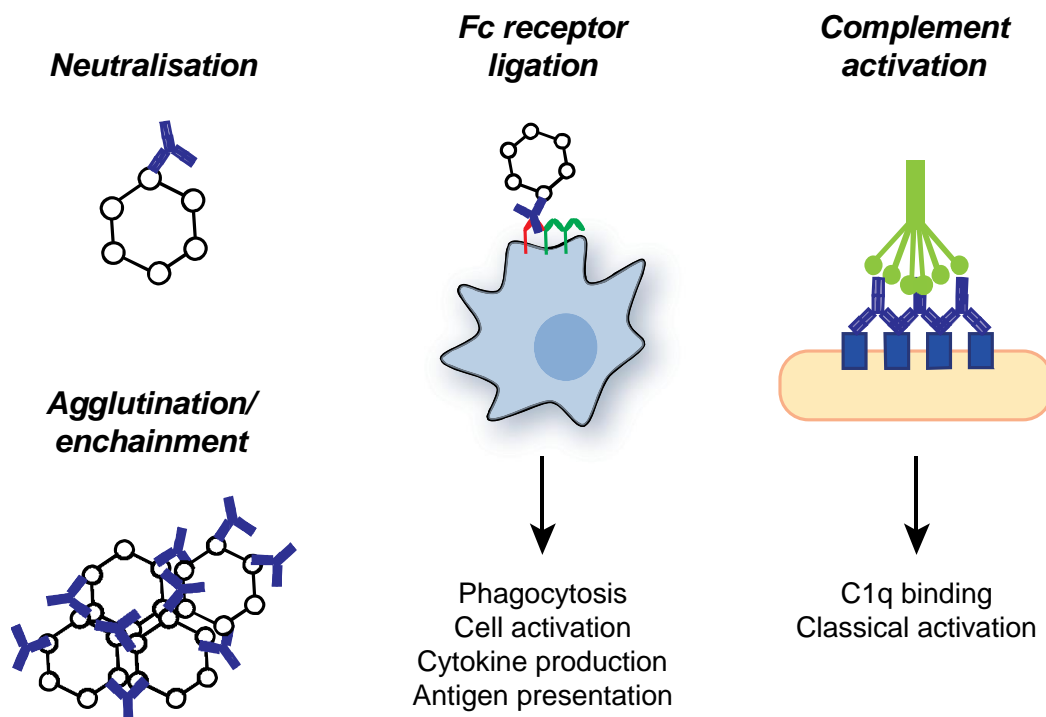 Neutralisation
Agglutination/
enchainment
Fc receptor
ligation
Phagocytosis
Cell activation
Cytokine production
Antigen presentation
Complement
activation
C1q binding
Classical activation